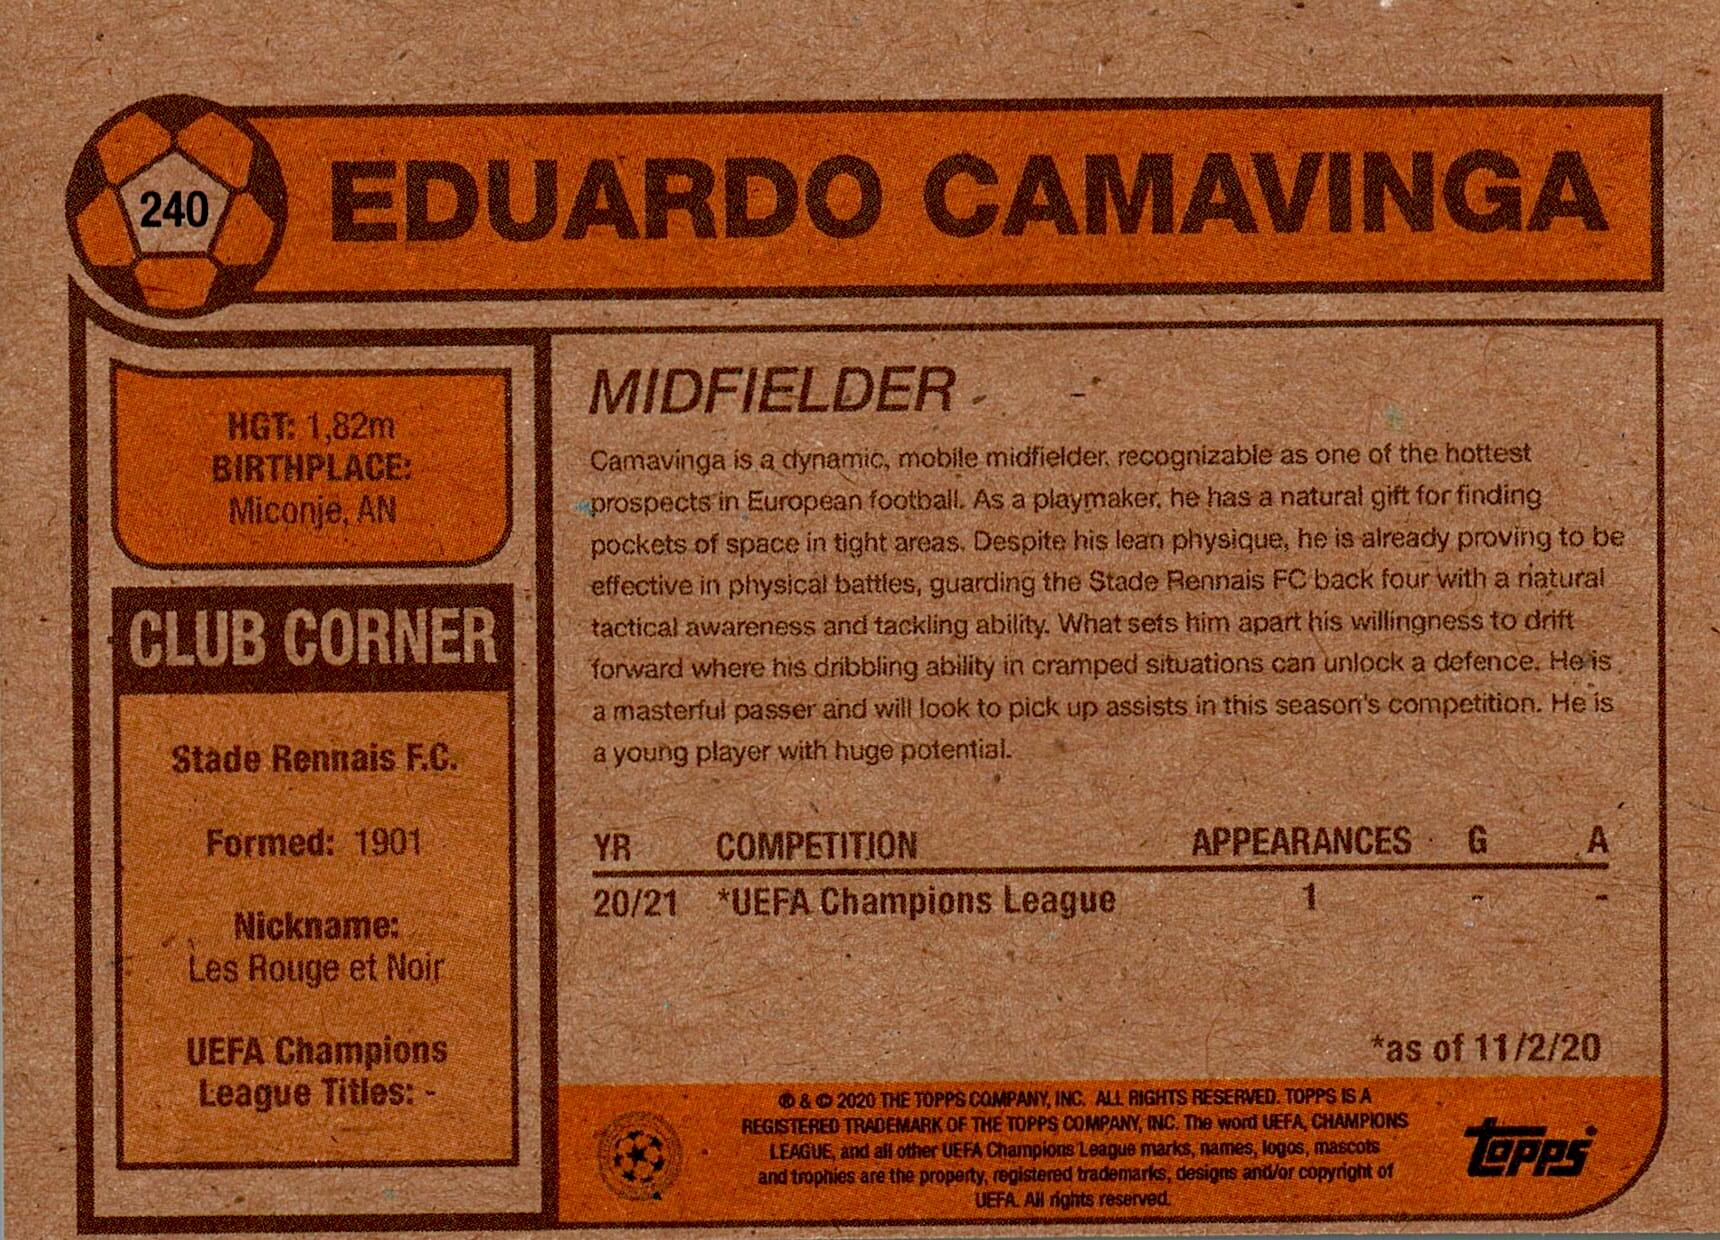 240
EDUARDO CAMAVINGA
HGT: 1,82m
BIRTHPLACE:
Miconje, AN
CLUB CORNER
Stade Rennais F.C.
Formed: 1901
Nickname:
Les Rouge et Noir
UEFA Champions
League Titles: -
MIDFIELDER
Camavinga is a dynamic, mobile midfielder, recognizable as one of the hottest
prospects in European football. As a playmaker, he has a natural gift for finding
pockets of space in tight areas. Despite his lean physique, he is already proving to be
effective in physical battles, guarding the Stade Rennais FC back four with a natural
tactical awareness and tackling ability. What sets him apart his willingness to drift
forward where his dribbling ability in cramped situations can unlock a defence. He is
a masterful passer and will look to pick up assists in this season's competition. He is
a young player with huge potential.
YR COMPETITION APPEARANCES G A
20/21 *UEFA Champions League 1 - -
*as of 11/2/20
® & © 2020 THE TOPPS COMPANY, INC. ALL RIGHTS RESERVED. TOPPS IS A
REGISTERED TRADEMARK OF THE TOPPS COMPANY, INC. The word UEFA, CHAMPIONS
LEAGUE, and all other UEFA Champions League marks, names, logos, mascots
and trophies are the property, registered trademarks, designs and/or copyright of
UEFA. All rights reserved.
topps